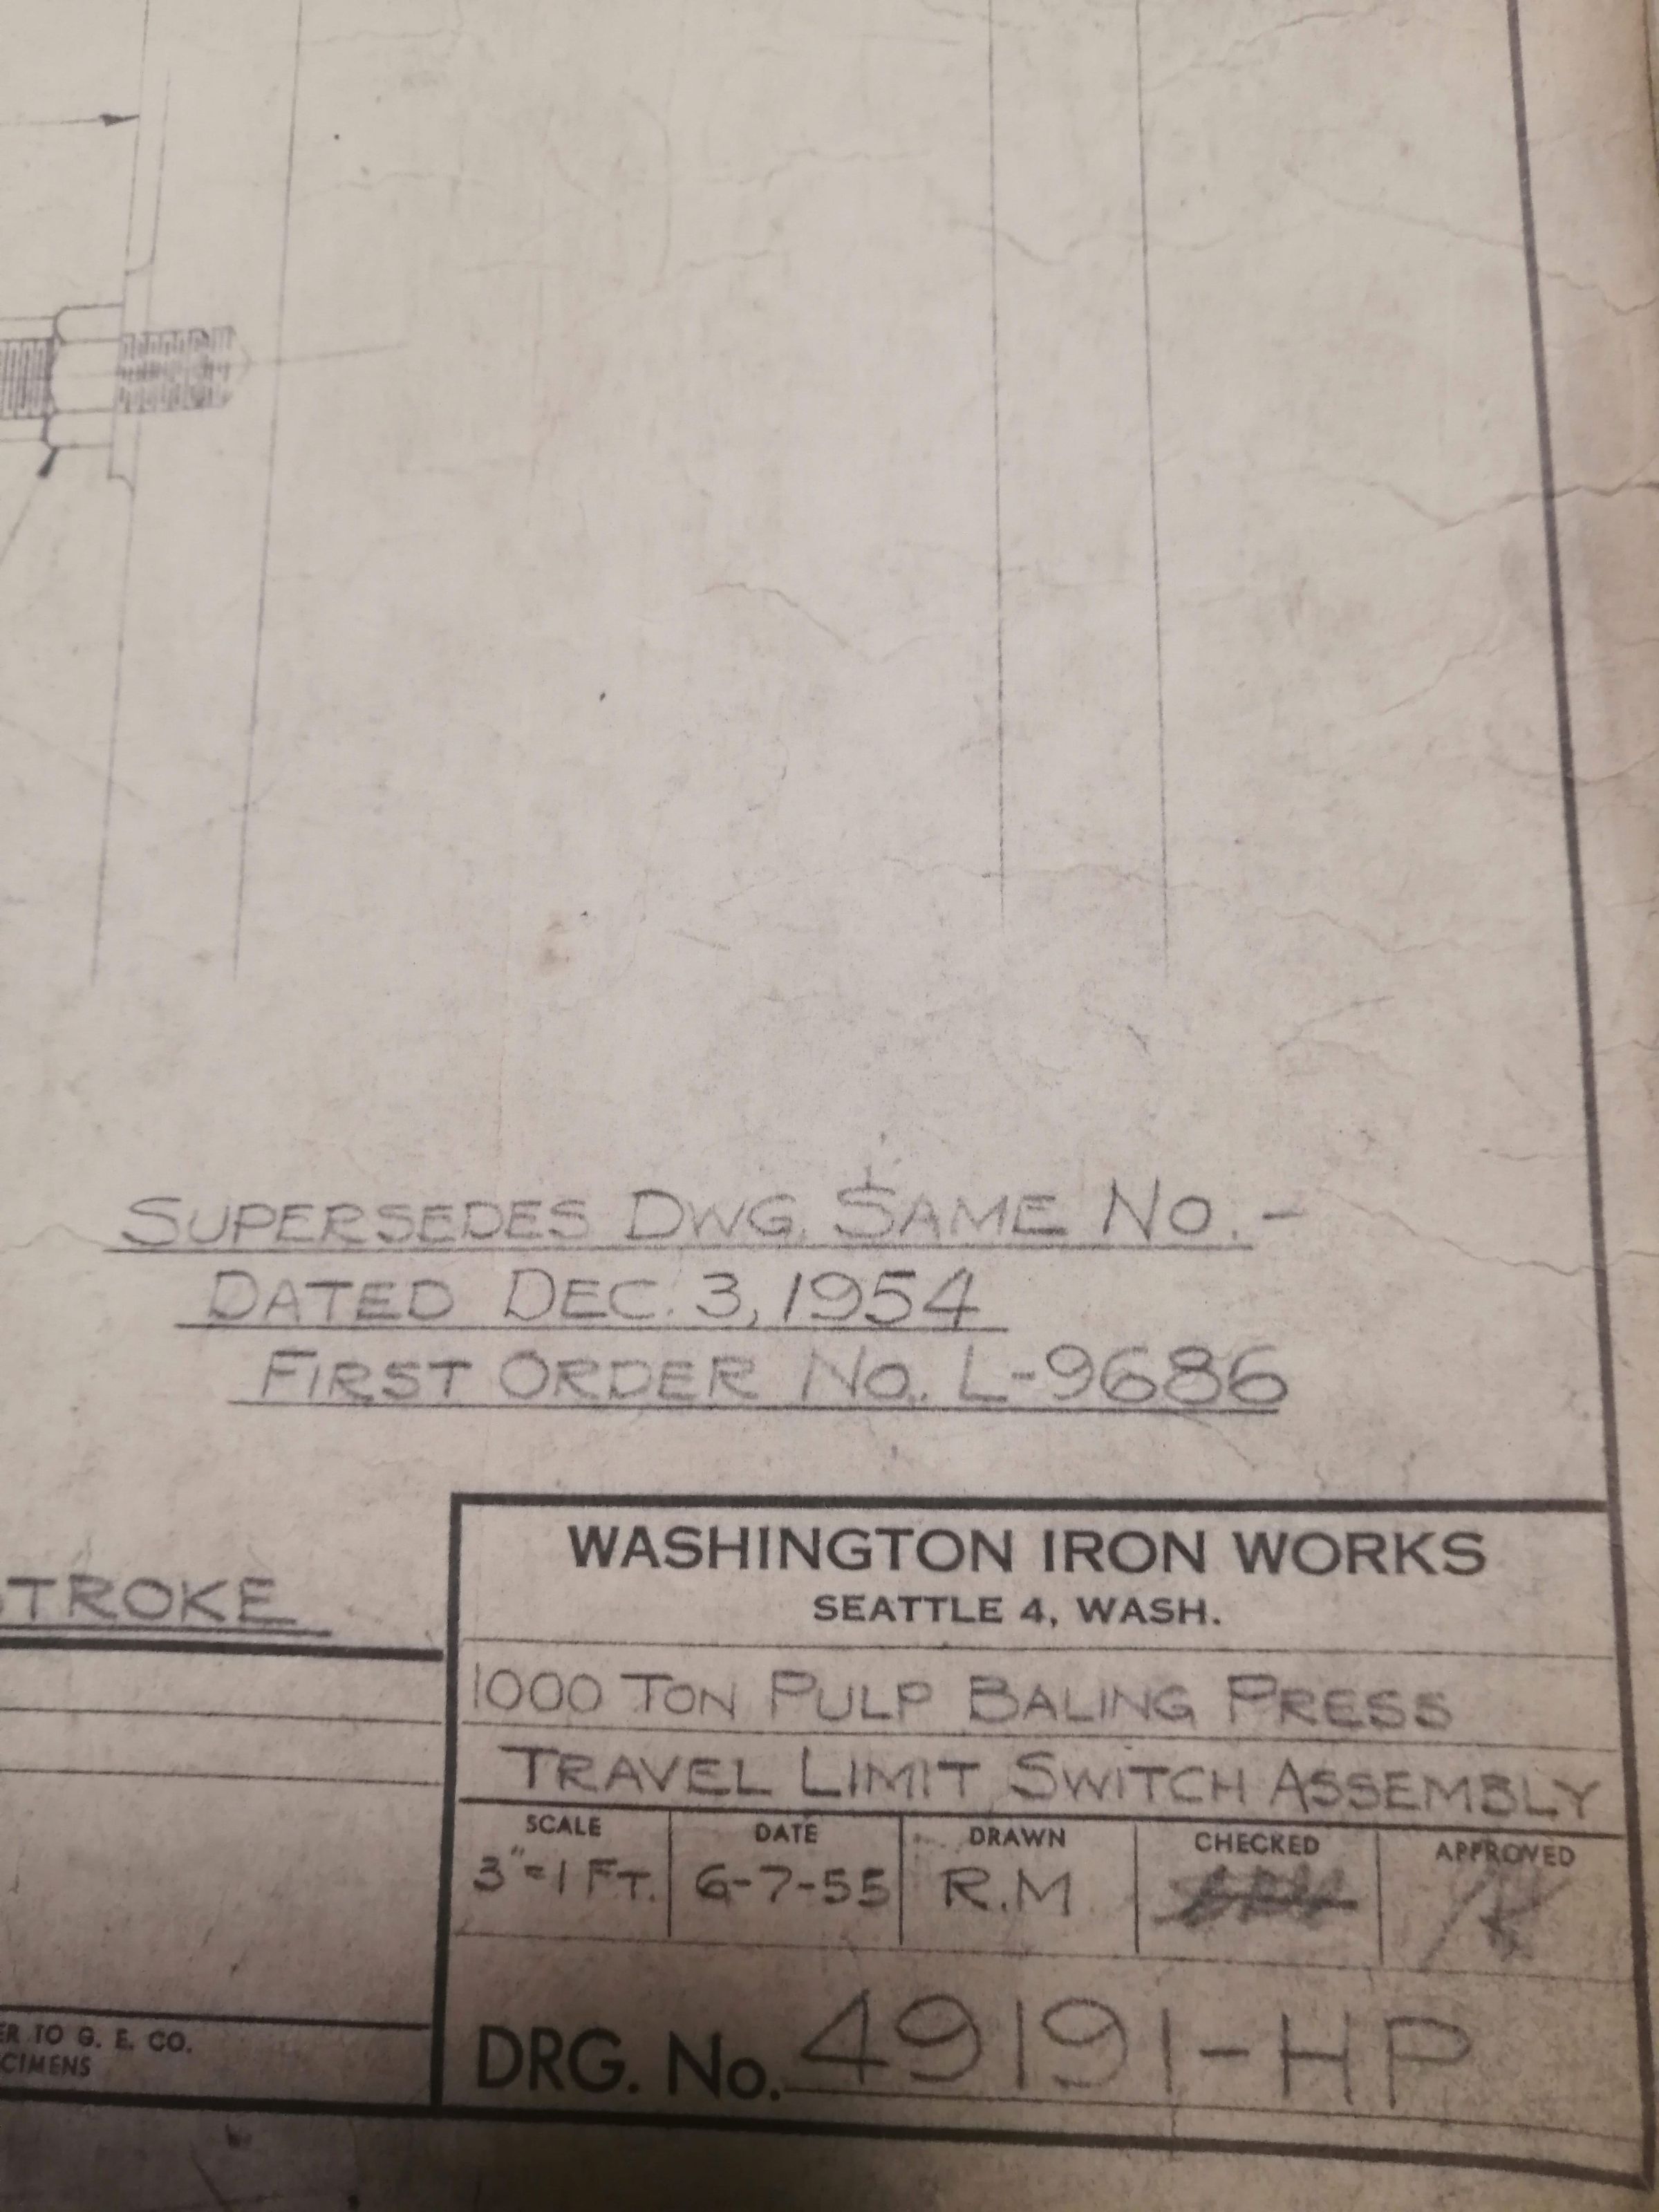 SUPERSEDES DWG. SAME NO.-
DATED DEC. 3, 1954
FIRST ORDER NO. L-9686
TROKE
WASHINGTON IRON WORKS
SEATTLE 4, WASH.
1000 TON PULP BALING PRESS
TRAVEL LIMIT SWITCH ASSEMBLY
SCALE DATE DRAWN CHECKED APPROVED
3"=1 FT. 6-7-55 R.M
DRG. No. 49191-HP
ER TO G. E. CO.
CIMENS